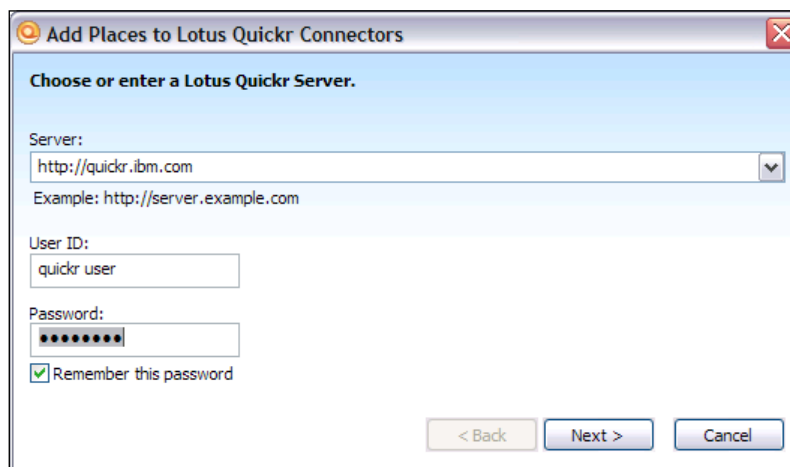 Add Places to Lotus Quickr Connectors
Choose or enter a Lotus Quickr Server.
Server:
http://quickr.ibm.com
Example: http://server.example.com
User ID:
quickr user
Password:
●●●●●●●●
Remember this password
< Back Next > Cancel